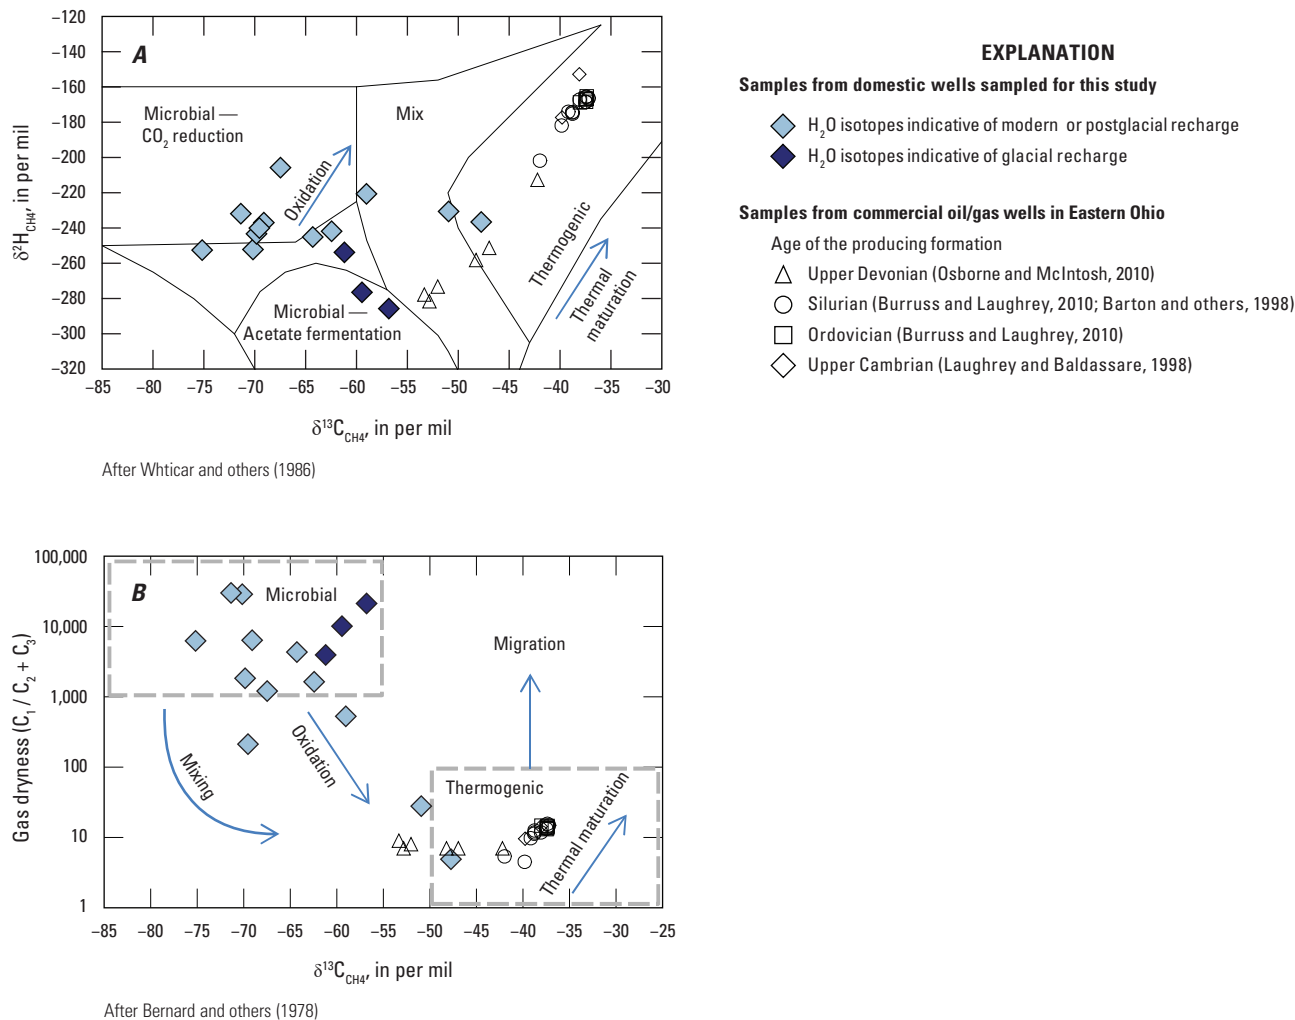 A
−120
−140
−160
−180
−200
−220
−240
−260
−280
−300
−320
δ²H_CH4, in per mil
Microbial —
CO₂ reduction
Mix
Oxidation
Thermogenic
Thermal
maturation
Microbial —
Acetate fermentation
−85 −80 −75 −70 −65 −60 −55 −50 −45 −40 −35 −30
δ¹³C_CH4, in per mil
After Whticar and others (1986)
EXPLANATION
Samples from domestic wells sampled for this study
H₂O isotopes indicative of modern or postglacial recharge
H₂O isotopes indicative of glacial recharge
Samples from commercial oil/gas wells in Eastern Ohio
Age of the producing formation
Upper Devonian (Osborne and McIntosh, 2010)
Silurian (Burruss and Laughrey, 2010; Barton and others, 1998)
Ordovician (Burruss and Laughrey, 2010)
Upper Cambrian (Laughrey and Baldassare, 1998)
B
100,000
10,000
1,000
100
10
1
Gas dryness (C₁ / C₂ + C₃)
Microbial
Migration
Mixing
Oxidation
Thermogenic
Thermal maturation
−85 −80 −75 −70 −65 −60 −55 −50 −45 −40 −35 −30 −25
δ¹³C_CH4, in per mil
After Bernard and others (1978)